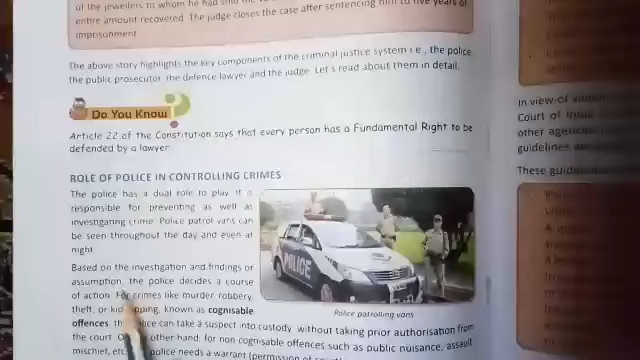 of the jewellers to whom he had sold the
entire amount recovered. The judge closes the case after sentencing him to five years of
imprisonment
The above story highlights the key components of the criminal justice system i e , the police
the public prosecutor the defence lawyer and the judge. Let s read about them in detail.
Do You Know ?
Article 22 of the Constitution says that every person has a Fundamental Right to be
defended by a lawyer
ROLE OF POLICE IN CONTROLLING CRIMES
The police has a dual role to play. It is
responsible for preventing as well as
investigating crime. Police patrol vans can
be seen throughout the day and even at
night
Based on the investigation and findings or
assumption, the police decides a course
of action. For crimes like murder robbery,
theft, or kidnapping, known as cognisable
offences, the police can take a suspect into custody without taking prior authorisation from
the court. On other hand, for non cognisable offences such as public nuisance, assault
mischief, etc police needs a warrant (permission of
POLICE
Police patrolling vans
In view of
Court of
other
guidelines
These